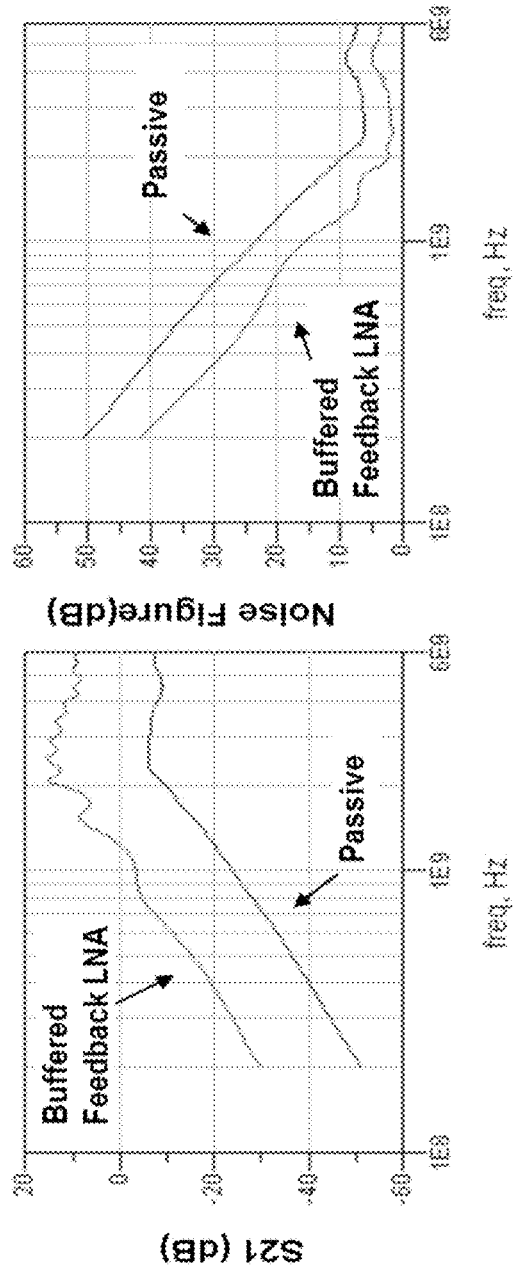 S21 (dB)
20
0
-20
-40
-60
Buffered
Feedback LNA
Passive
1E8
1E9
6E9
freq, Hz
Noise Figure(dB)
60
50
40
30
20
10
0
Passive
Buffered
Feedback LNA
1E8
1E9
6E9
freq, Hz